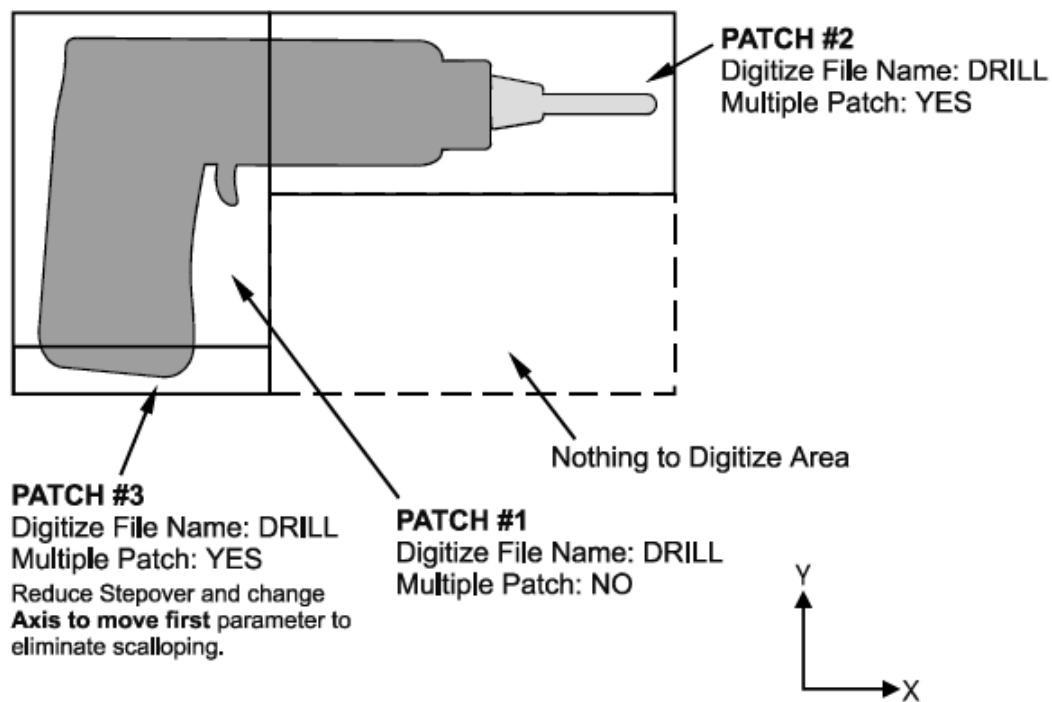 PATCH #2
Digitize File Name: DRILL
Multiple Patch: YES
Nothing to Digitize Area
PATCH #3
Digitize File Name: DRILL
Multiple Patch: YES
Reduce Stepover and change
Axis to move first parameter to
eliminate scalloping.
PATCH #1
Digitize File Name: DRILL
Multiple Patch: NO
Y
X